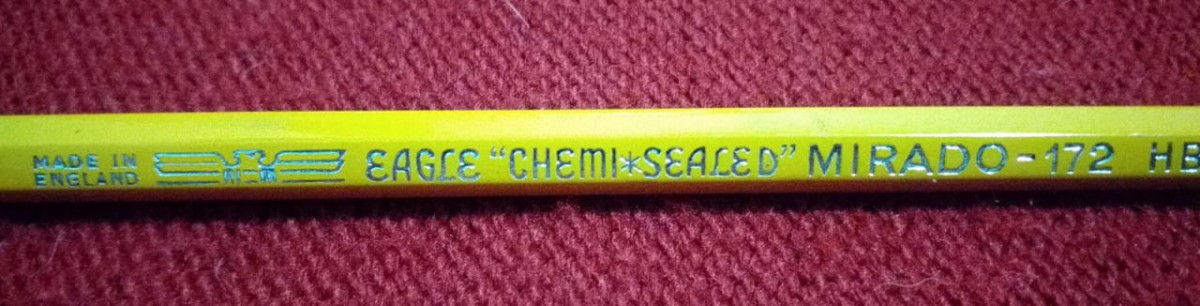 MADE IN
ENGLAND
EAGLE "CHEMI*SEALED" MIRADO-172 HB